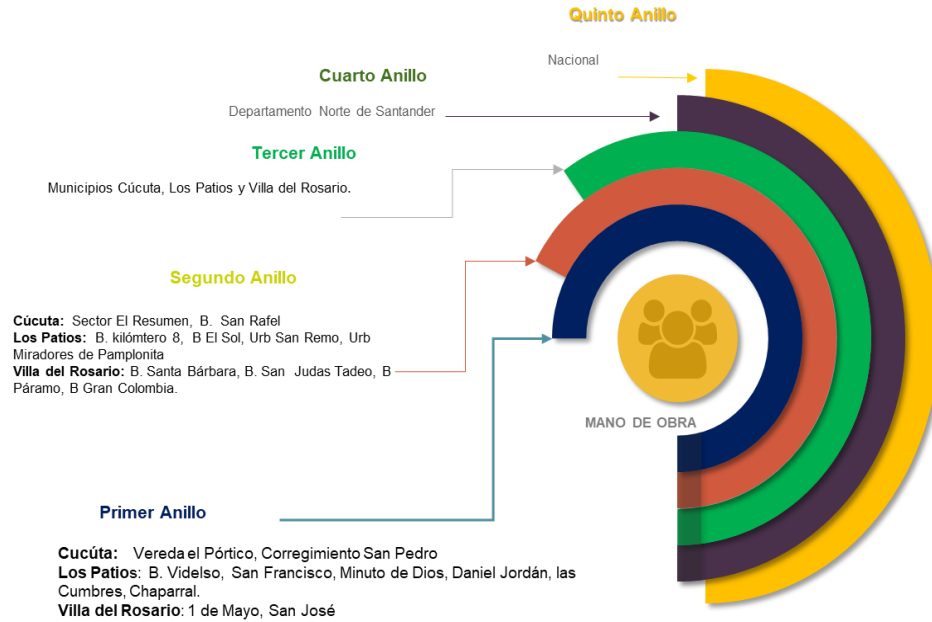 Quinto Anillo
Nacional
Cuarto Anillo
Departamento Norte de Santander
Tercer Anillo
Municipios Cúcuta, Los Patios y Villa del Rosario.
Segundo Anillo
Cúcuta: Sector El Resumen, B. San Rafel
Los Patios: B. kilómtero 8, B El Sol, Urb San Remo, Urb
Miradores de Pamplonita
Villa del Rosario: B. Santa Bárbara, B. San Judas Tadeo, B
Páramo, B Gran Colombia.
MANO DE OBRA
Primer Anillo
Cucúta: Vereda el Pórtico, Corregimiento San Pedro
Los Patios: B. Videlso, San Francisco, Minuto de Dios, Daniel Jordán, las
Cumbres, Chaparral.
Villa del Rosario: 1 de Mayo, San José